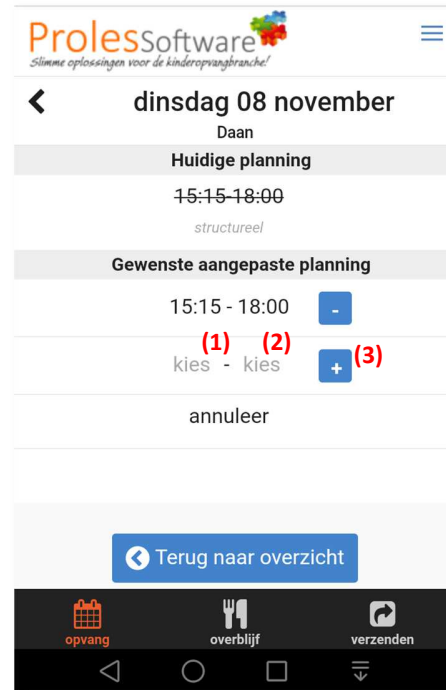 ProlesSoftware
Slimme oplossingen voor de kinderopvangbranche!
dinsdag 08 november
Daan
Huidige planning
15:15-18:00
structureel
Gewenste aangepaste planning
15:15 - 18:00 -
(1) (2)
kies - kies + (3)
annuleer
Terug naar overzicht
opvang overblijf verzenden